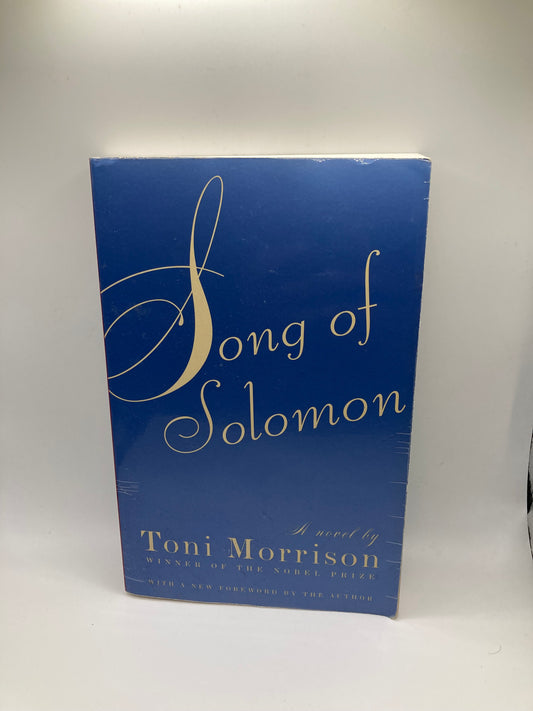 Song of
Solomon
A novel by
Toni Morrison
WINNER OF THE NOBEL PRIZE
WITH A NEW FOREWORD BY THE AUTHOR